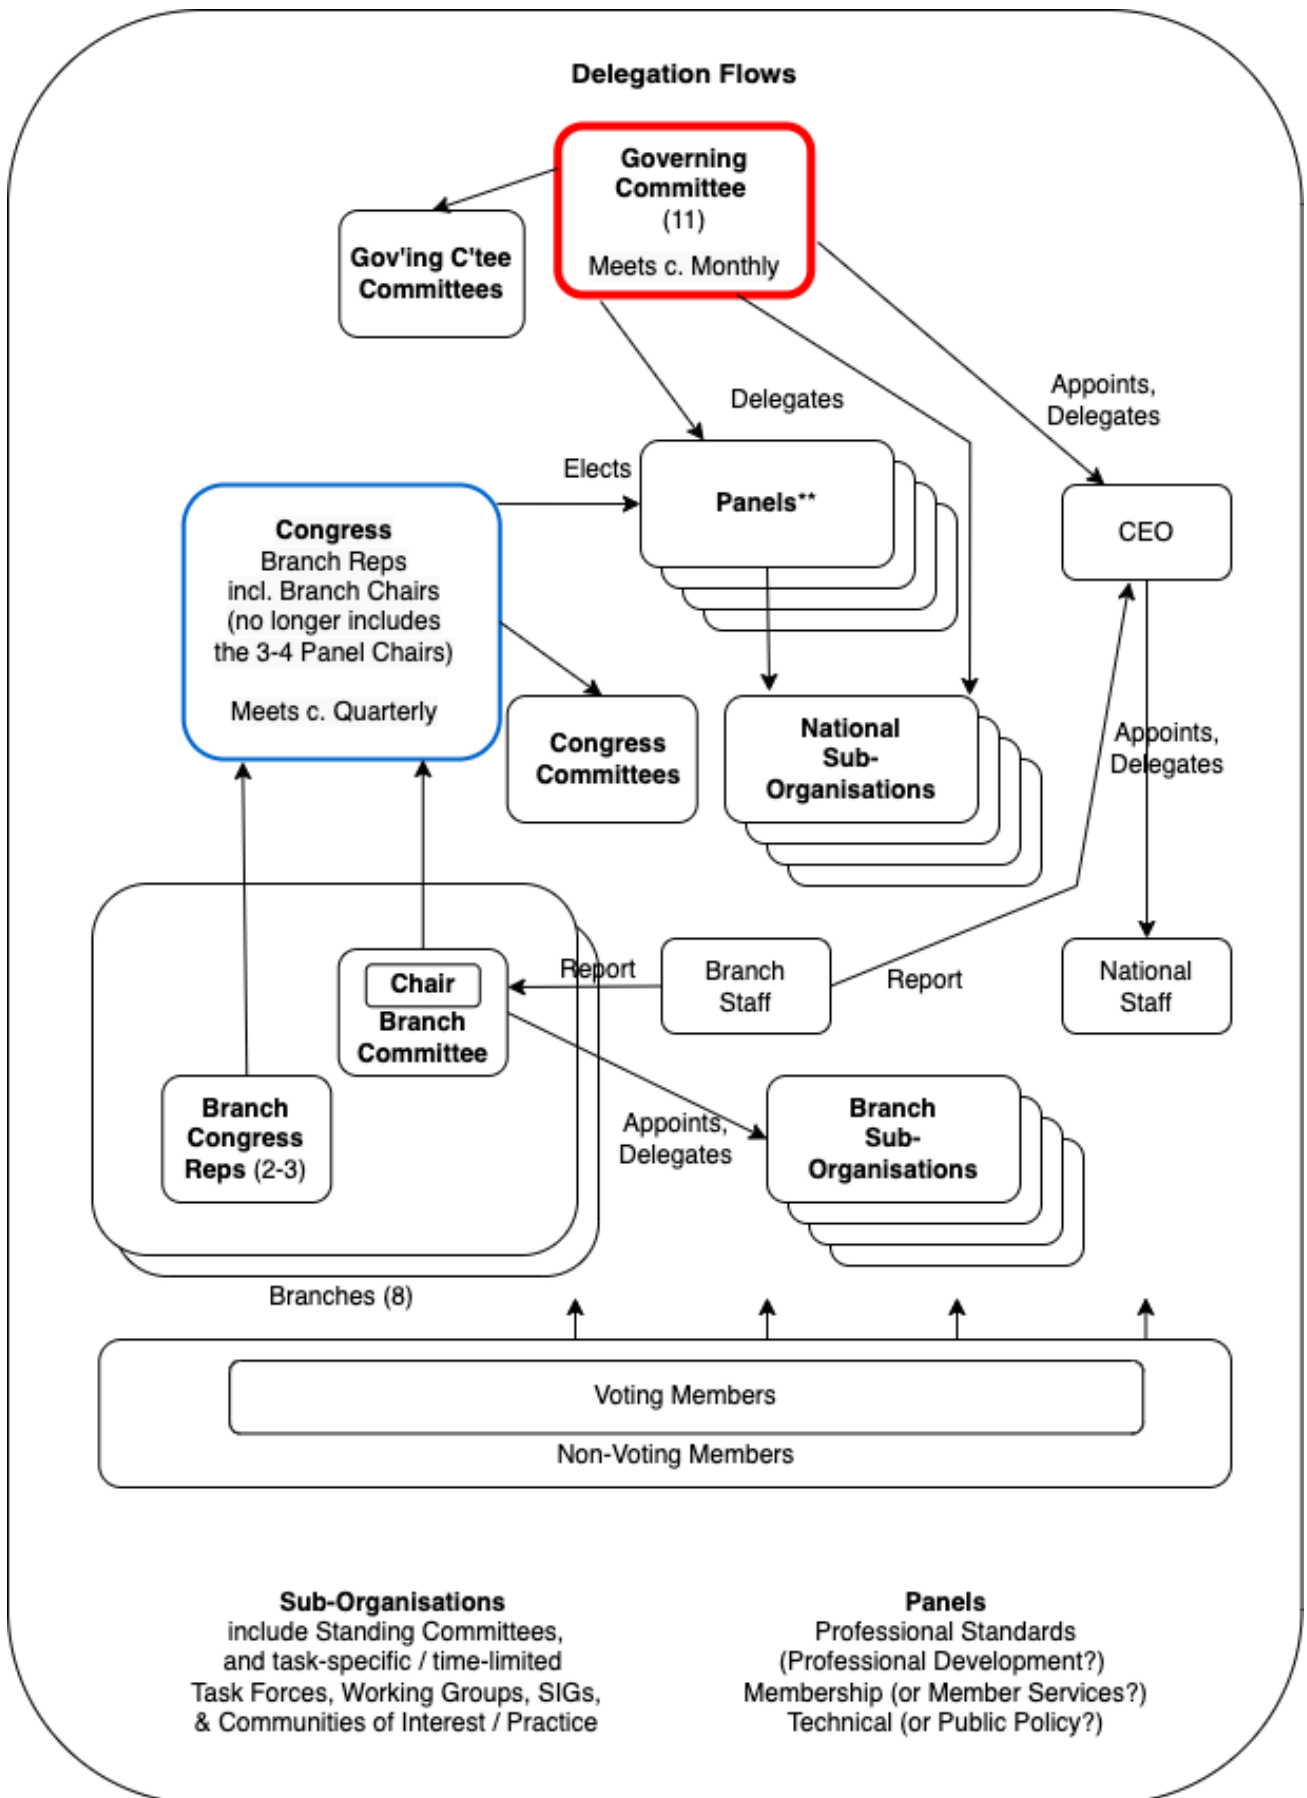 Delegation Flows
Governing
Committee
(11)
Meets c. Monthly
Gov'ing C'tee
Committees
Delegates
Appoints,
Delegates
Elects
Panels**
CEO
Congress
Branch Reps
incl. Branch Chairs
(no longer includes
the 3-4 Panel Chairs)
Meets c. Quarterly
Congress
Committees
National
Sub-
Organisations
Appoints,
Delegates
Chair
Branch
Committee
Report
Branch
Staff
Report
National
Staff
Branch
Congress
Reps (2-3)
Appoints,
Delegates
Branch
Sub-
Organisations
Branches (8)
Voting Members
Non-Voting Members
Sub-Organisations
include Standing Committees,
and task-specific / time-limited
Task Forces, Working Groups, SIGs,
& Communities of Interest / Practice
Panels
Professional Standards
(Professional Development?)
Membership (or Member Services?)
Technical (or Public Policy?)